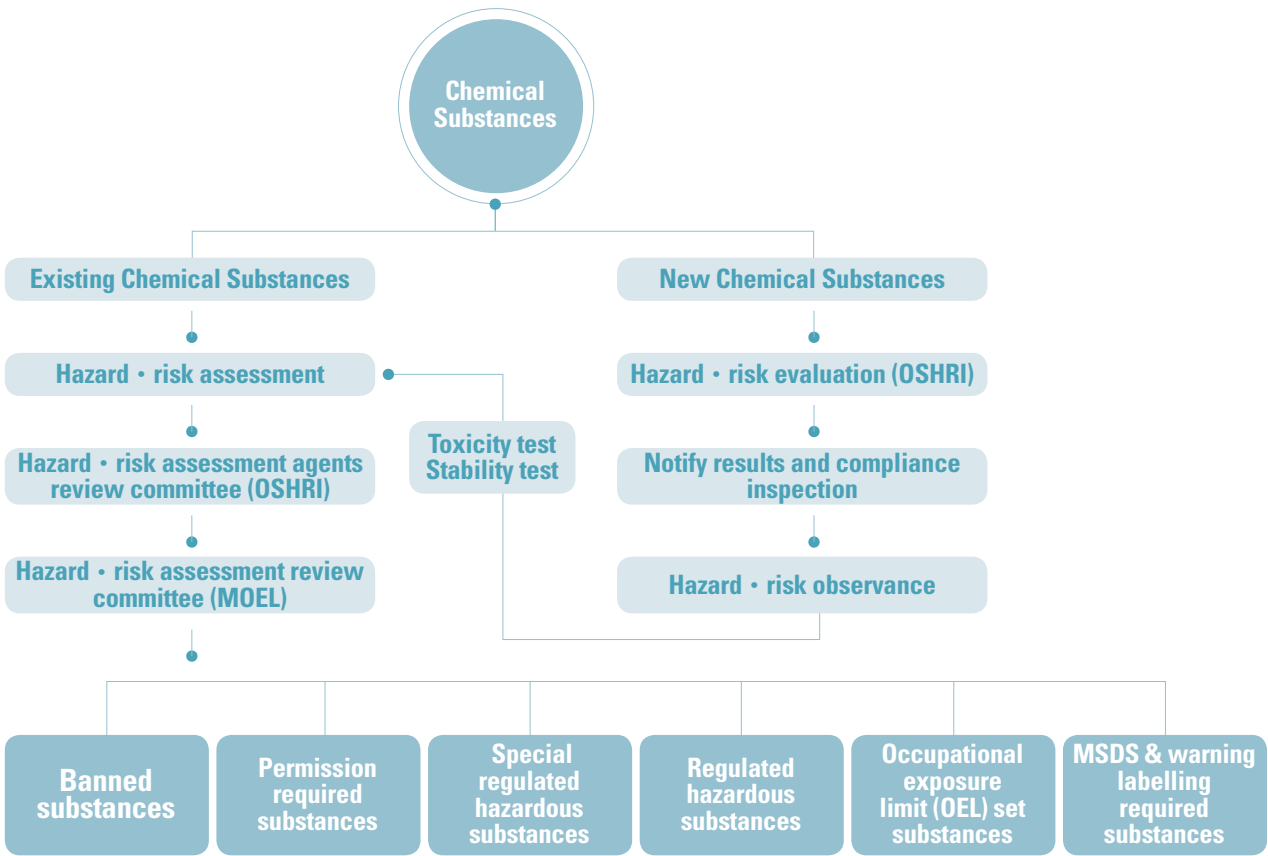 Chemical
Substances
Existing Chemical Substances
New Chemical Substances
Hazard • risk assessment
Hazard • risk evaluation (OSHRI)
Toxicity test
Stability test
Hazard • risk assessment agents
review committee (OSHRI)
Notify results and compliance
inspection
Hazard • risk assessment review
committee (MOEL)
Hazard • risk observance
Banned
substances
Permission
required
substances
Special
regulated
hazardous
substances
Regulated
hazardous
substances
Occupational
exposure
limit (OEL) set
substances
MSDS & warning
labelling
required
substances